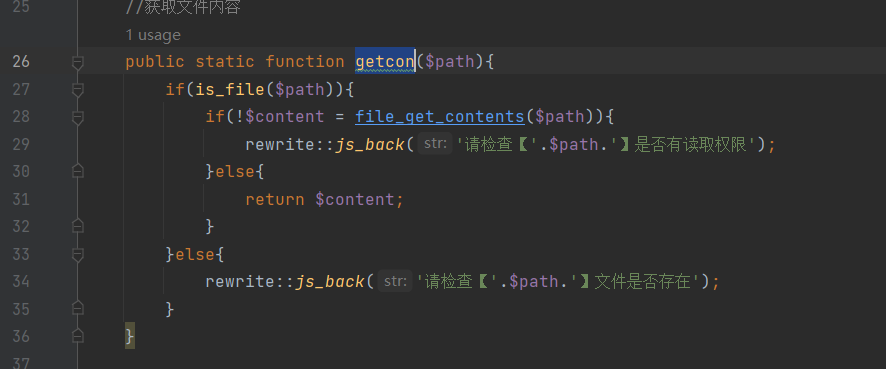 25 //获取文件内容
1 usage
26 public static function getcon($path){
27 if(is_file($path)){
28 if(!$content = file_get_contents($path)){
29 rewrite::js_back( str: '请检查【'.$path.'】是否有读取权限');
30 }else{
31 return $content;
32 }
33 }else{
34 rewrite::js_back( str: '请检查【'.$path.'】文件是否存在');
35 }
36 }
37